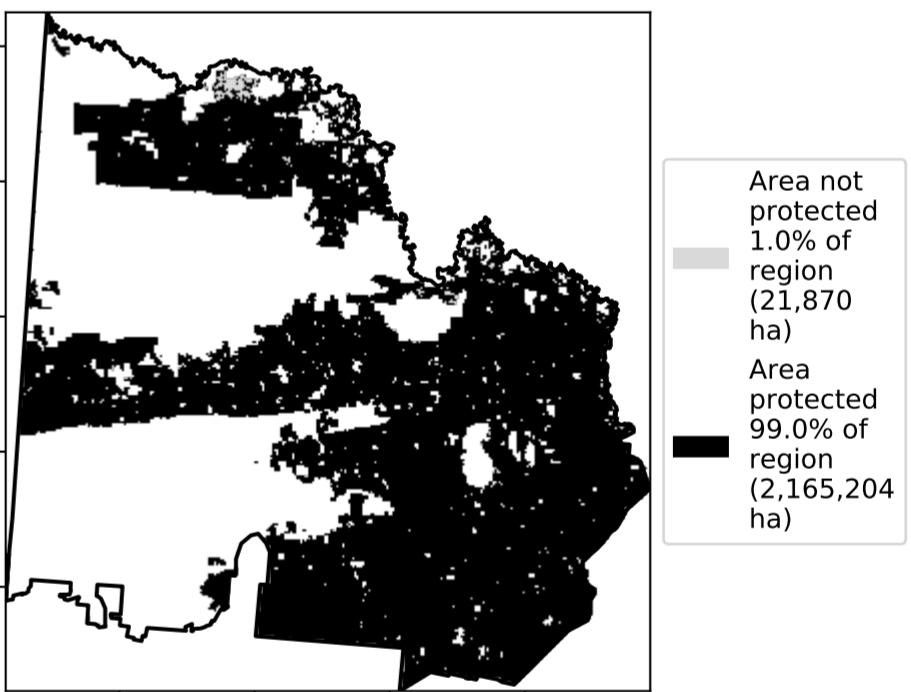 Area not
protected
1.0% of
region
(21,870
ha)
Area
protected
99.0% of
region
(2,165,204
ha)